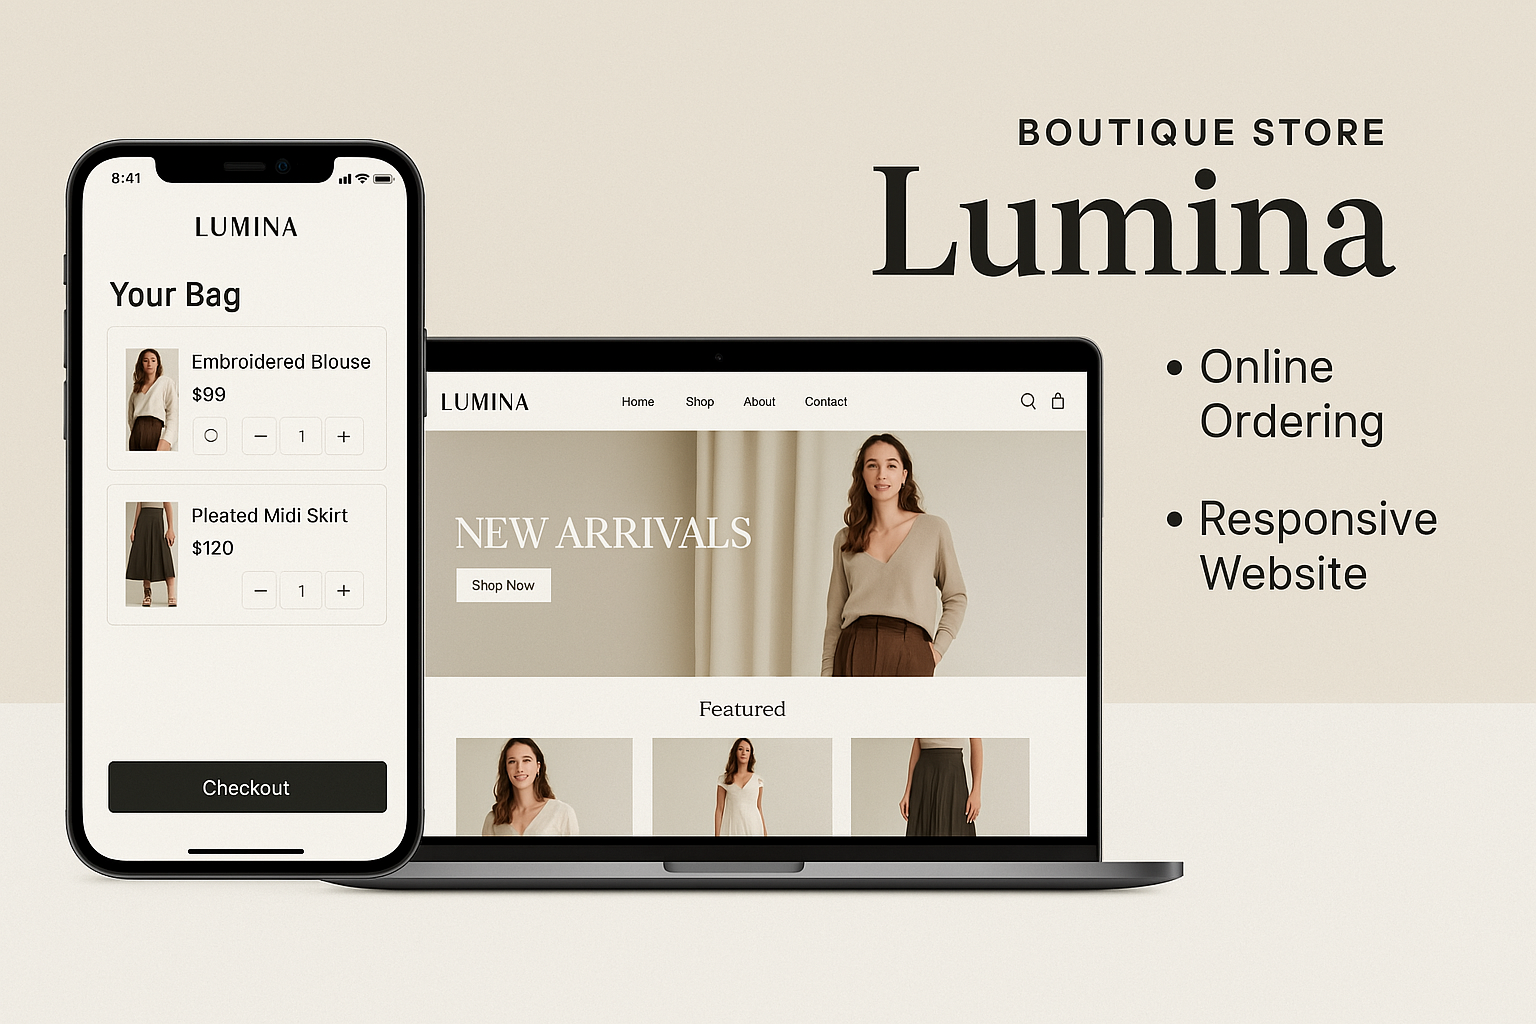 BOUTIQUE STORE
Lumina
• Online
Ordering
• Responsive
Website
8:41
LUMINA
Your Bag
Embroidered Blouse
$99
− 1 +
Pleated Midi Skirt
$120
− 1 +
Checkout
LUMINA
Home Shop About Contact
NEW ARRIVALS
Shop Now
Featured